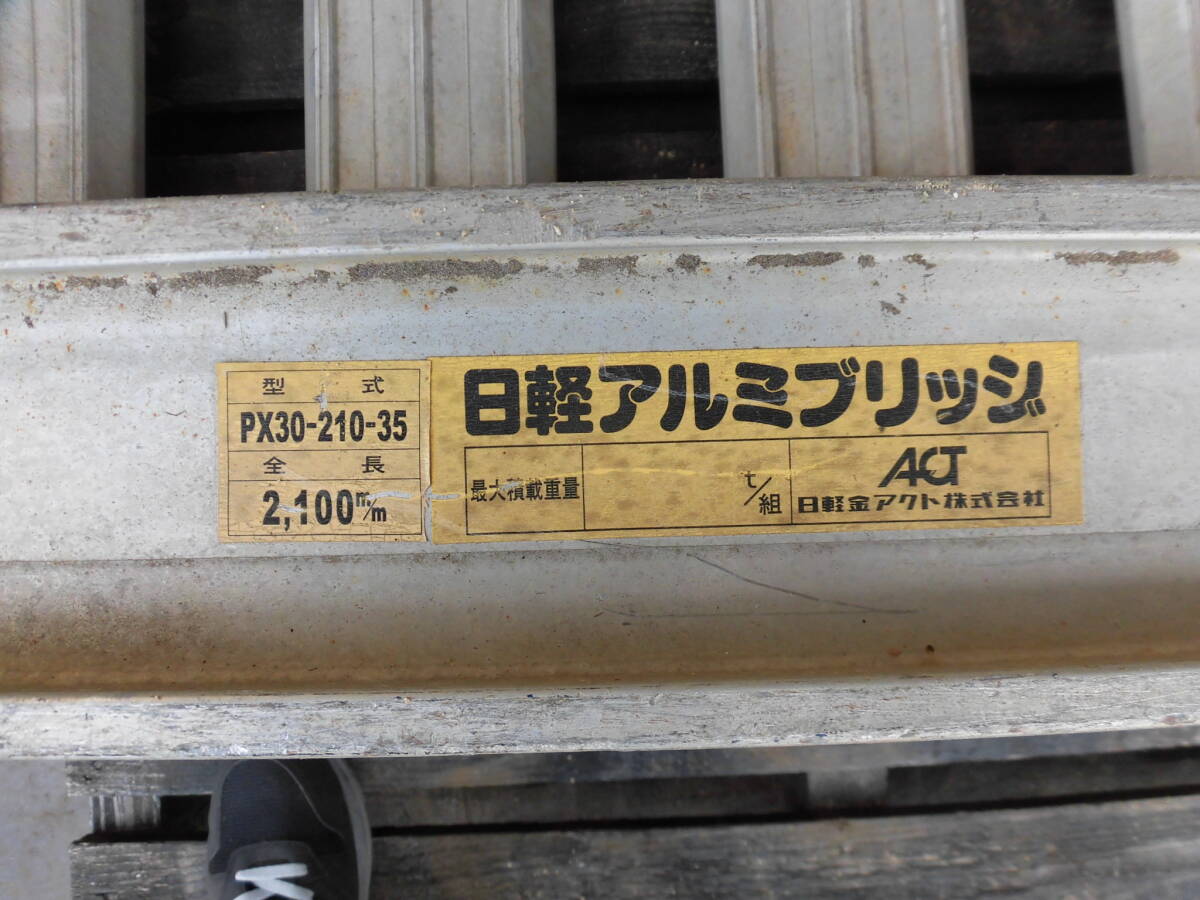 型式
PX30-210-35
全長
2,100m/m
日軽アルミブリッジ
最大積載重量
t/組
ACT
日軽金アクト株式会社